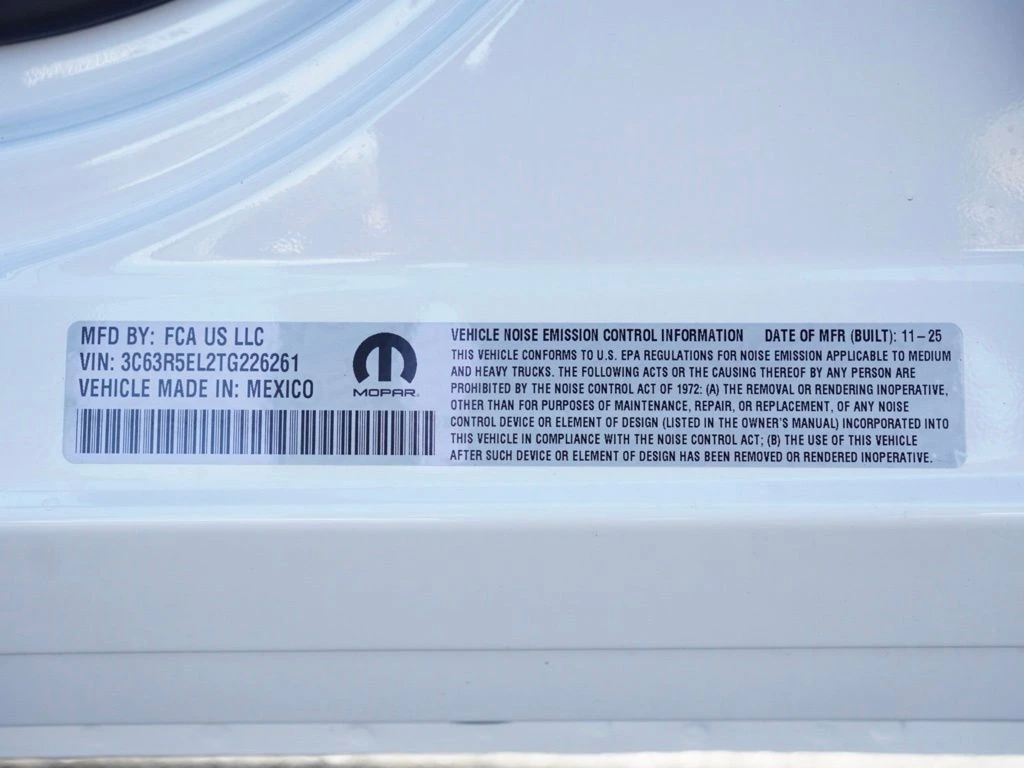 MFD BY: FCA US LLC
VIN: 3C63R5EL2TG226261
VEHICLE MADE IN: MEXICO
MOPAR
VEHICLE NOISE EMISSION CONTROL INFORMATION DATE OF MFR (BUILT): 11-25
THIS VEHICLE CONFORMS TO U.S. EPA REGULATIONS FOR NOISE EMISSION APPLICABLE TO MEDIUM
AND HEAVY TRUCKS. THE FOLLOWING ACTS OR THE CAUSING THEREOF BY ANY PERSON ARE
PROHIBITED BY THE NOISE CONTROL ACT OF 1972: (A) THE REMOVAL OR RENDERING INOPERATIVE,
OTHER THAN FOR PURPOSES OF MAINTENANCE, REPAIR, OR REPLACEMENT, OF ANY NOISE
CONTROL DEVICE OR ELEMENT OF DESIGN (LISTED IN THE OWNER'S MANUAL) INCORPORATED INTO
THIS VEHICLE IN COMPLIANCE WITH THE NOISE CONTROL ACT; (B) THE USE OF THIS VEHICLE
AFTER SUCH DEVICE OR ELEMENT OF DESIGN HAS BEEN REMOVED OR RENDERED INOPERATIVE.